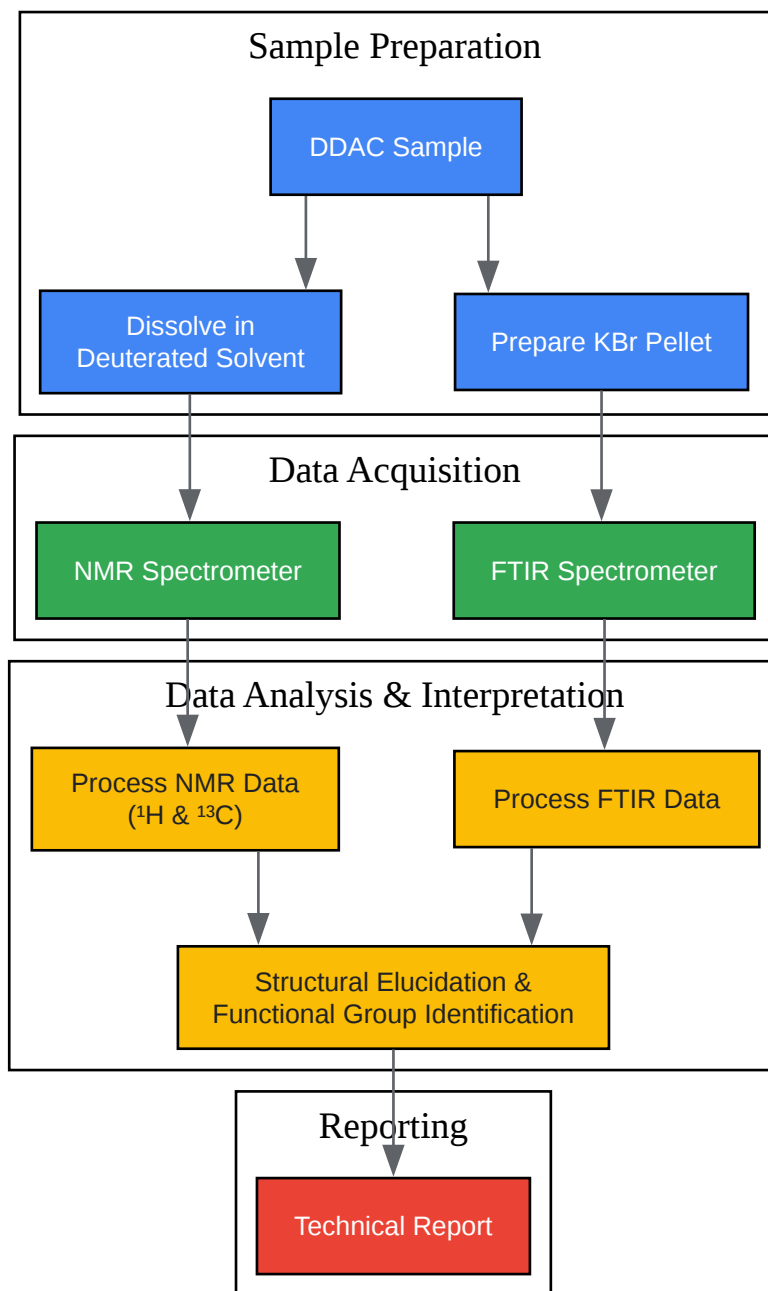 Sample Preparation
DDAC Sample
Dissolve in
Deuterated Solvent
Prepare KBr Pellet
Data Acquisition
NMR Spectrometer
FTIR Spectrometer
Data Analysis & Interpretation
Process NMR Data
(¹H & ¹³C)
Process FTIR Data
Structural Elucidation &
Functional Group Identification
Reporting
Technical Report